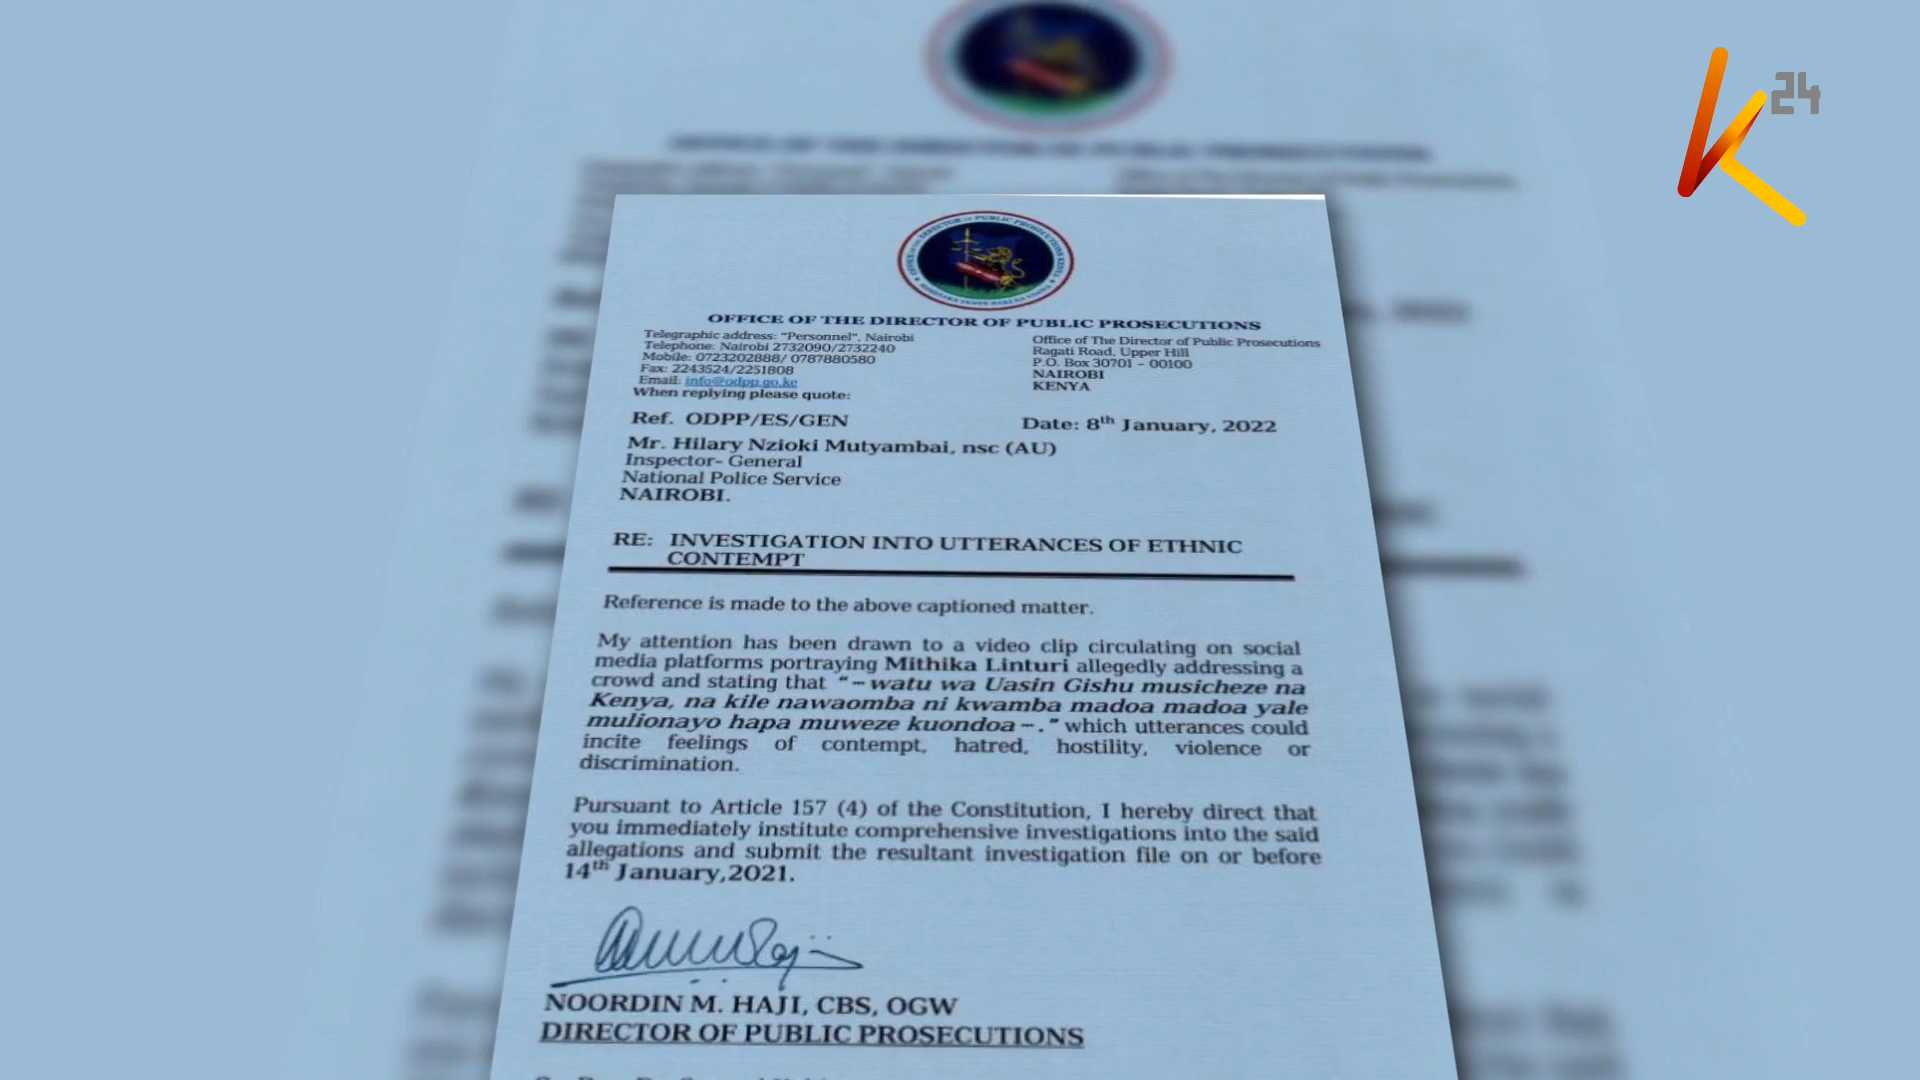 K24
OFFICE OF THE DIRECTOR OF PUBLIC PROSECUTIONS
Telegraphic address: "Personnel", Nairobi
Telephone: Nairobi 2732090/2732240
Mobile: 0723202888/ 0787880580
Fax: 2243524/2251808
Email: info@odpp.go.ke
When replying please quote:
Office of The Director of Public Prosecutions
Ragati Road, Upper Hill
P.O. Box 30701 – 00100
NAIROBI
KENYA
Ref. ODPP/ES/GEN
Date: 8th January, 2022
Mr. Hilary Nzioki Mutyambai, nsc (AU)
Inspector- General
National Police Service
NAIROBI.
RE: INVESTIGATION INTO UTTERANCES OF ETHNIC
CONTEMPT
Reference is made to the above captioned matter.
My attention has been drawn to a video clip circulating on social
media platforms portraying Mithika Linturi allegedly addressing a
crowd and stating that "– watu wa Uasin Gishu musicheze na
Kenya, na kile nawaomba ni kwamba madoa madoa yale
mulionayo hapa muweze kuondoa – ." which utterances could
incite feelings of contempt, hatred, hostility, violence or
discrimination.
Pursuant to Article 157 (4) of the Constitution, I hereby direct that
you immediately institute comprehensive investigations into the said
allegations and submit the resultant investigation file on or before
14th January,2021.
NOORDIN M. HAJI, CBS, OGW
DIRECTOR OF PUBLIC PROSECUTIONS